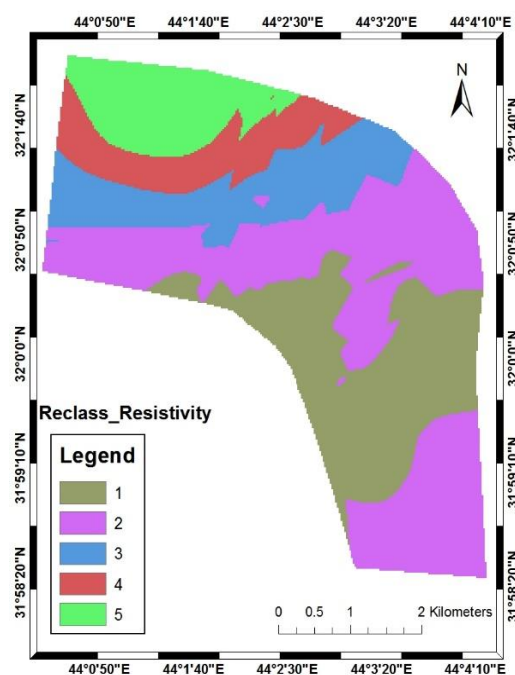 44°0'50"E 44°1'40"E 44°2'30"E 44°3'20"E 44°4'10"E
N
32°1'40"N 32°1'40"N
32°0'50"N 32°0'50"N
32°0'0"N 32°0'0"N
Reclass_Resistivity
Legend
1
2
3
4
5
31°59'10"N 31°59'10"N
31°58'20"N 31°58'20"N
0 0.5 1 2 Kilometers
44°0'50"E 44°1'40"E 44°2'30"E 44°3'20"E 44°4'10"E